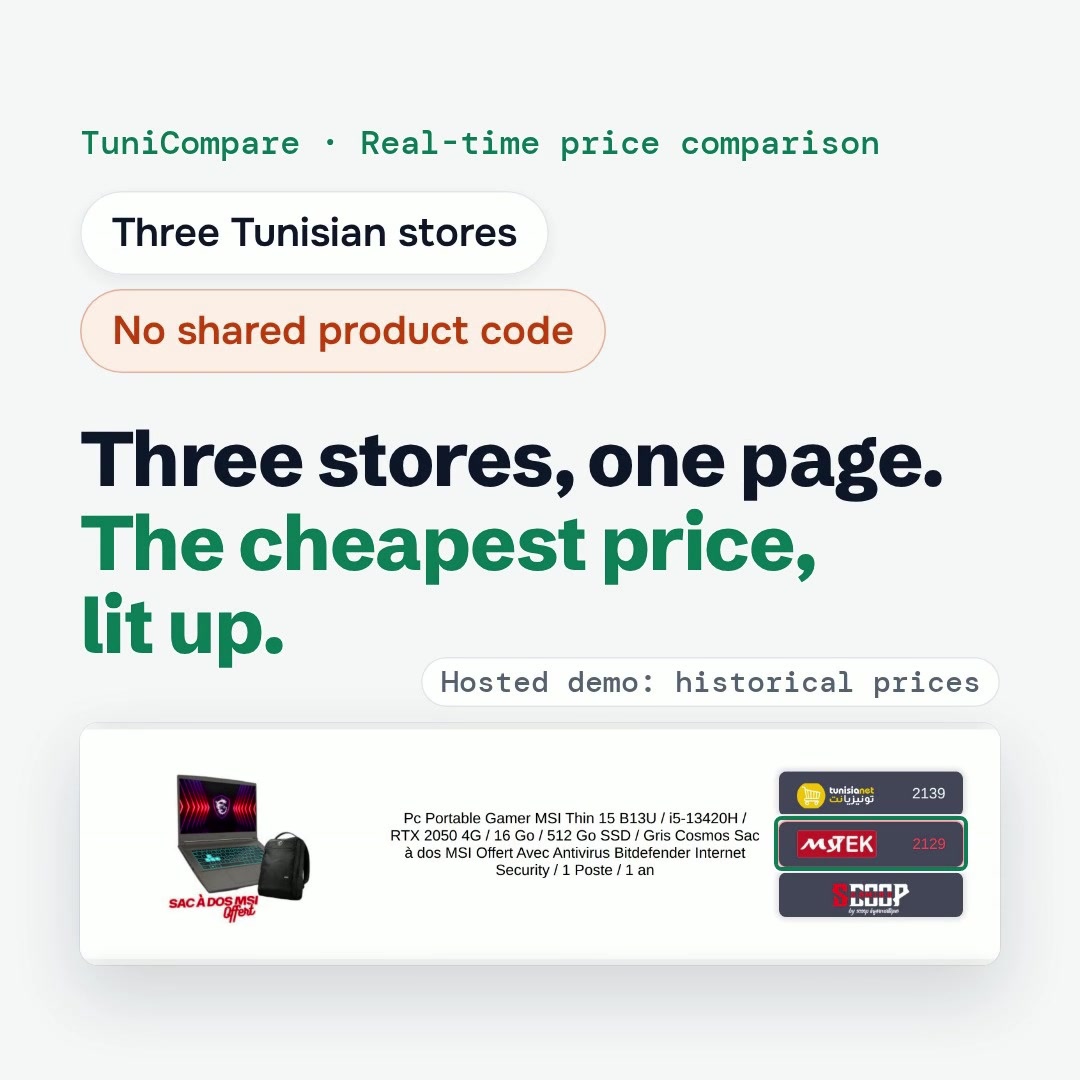 TuniCompare · Real-time price comparison
Three Tunisian stores
No shared product code
Three stores, one page.
The cheapest price,
lit up.
Hosted demo: historical prices
SAC À DOS MSI
Offert
Pc Portable Gamer MSI Thin 15 B13U / i5-13420H /
RTX 2050 4G / 16 Go / 512 Go SSD / Gris Cosmos Sac
à dos MSI Offert Avec Antivirus Bitdefender Internet
Security / 1 Poste / 1 an
tunisianet
تونيزيانت
2139
MYTEK
2129
SCOOP
by scoop informatique